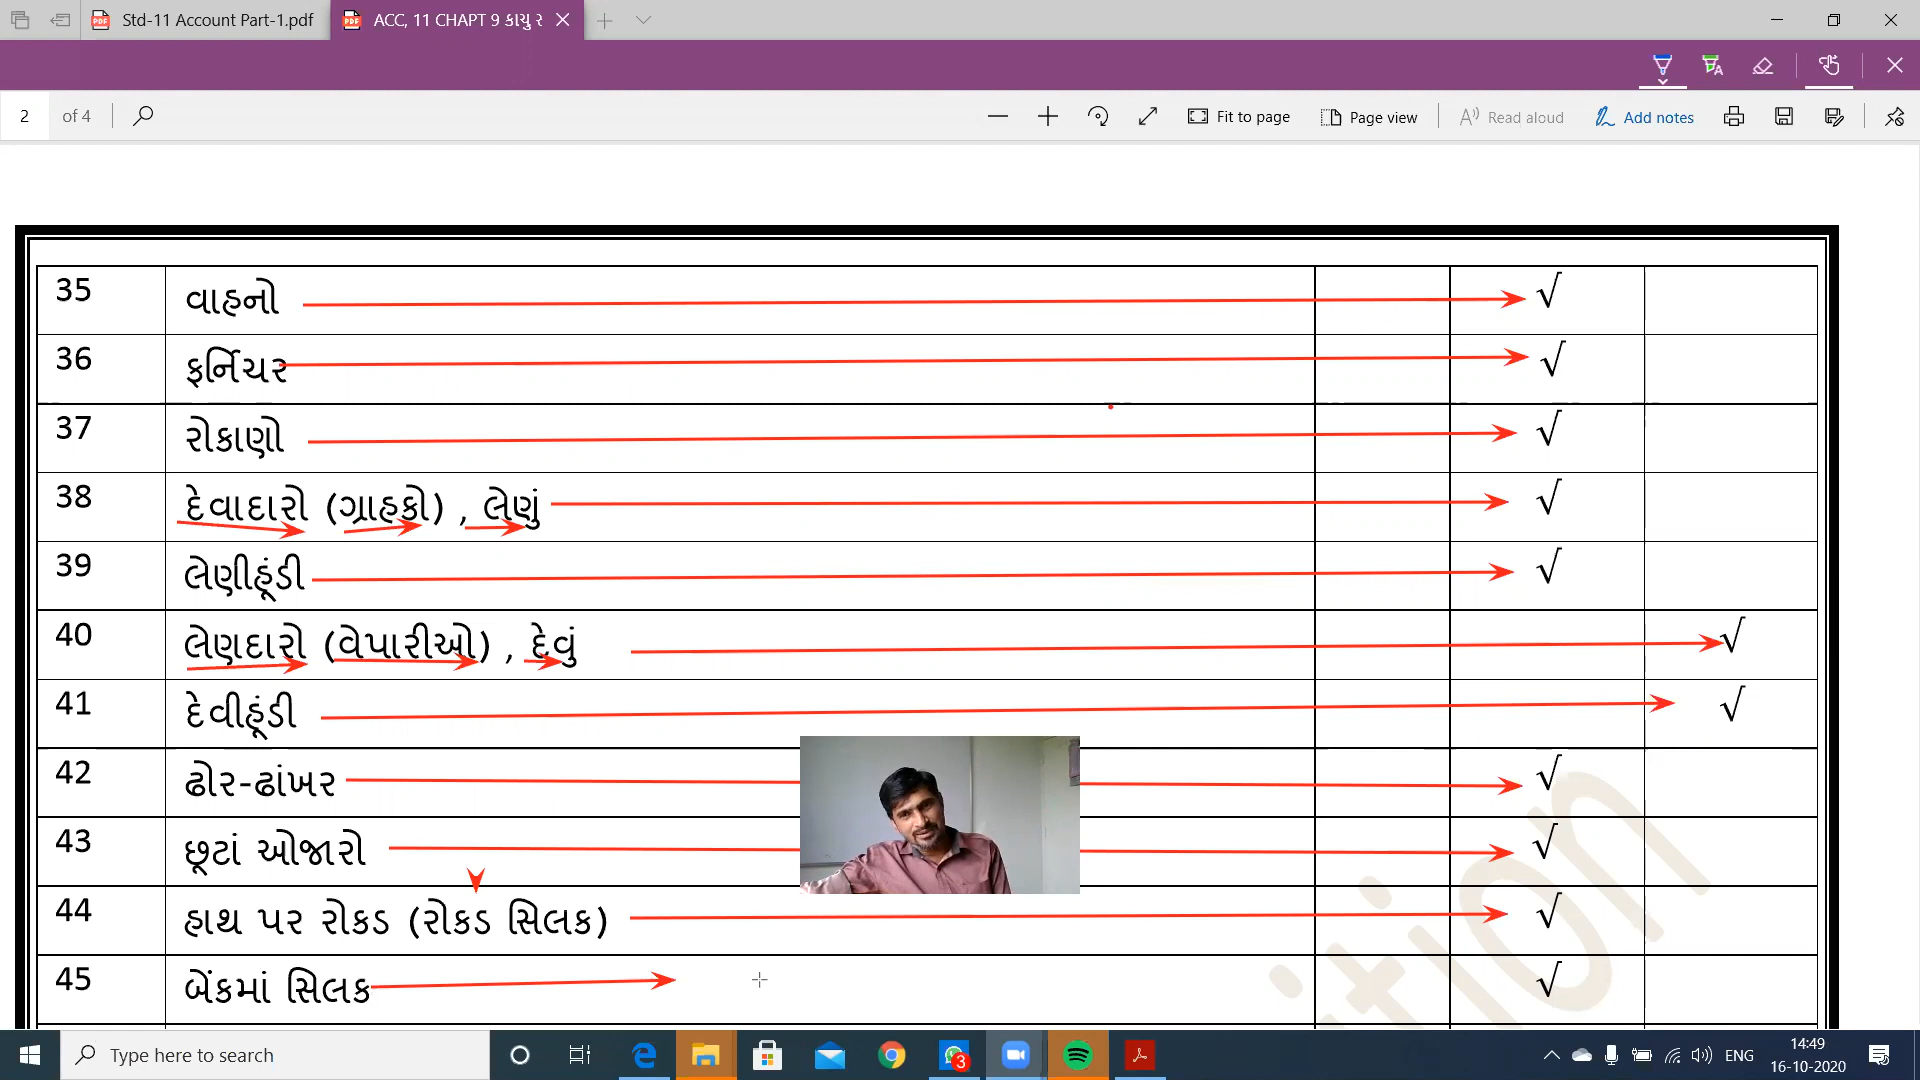 Std-11 Account Part-1.pdf
ACC, 11 CHAPT 9 કાચુ ર
2 of 4
Fit to page
Page view
Read aloud
Add notes
35 વાહનો √
36 ફર્નિચર √
37 રોકાણો √
38 દેવાદારો (ગ્રાહકો) , લેણું √
39 લેણીહૂંડી √
40 લેણદારો (વેપારીઓ) , દેવું √
41 દેવીહૂંડી √
42 ઢોર-ઢાંખર √
43 છૂટાં ઓજારો √
44 હાથ પર રોકડ (રોકડ સિલક) √
45 બેંકમાં સિલક √
ition
Type here to search
3
ENG
14:49
16-10-2020